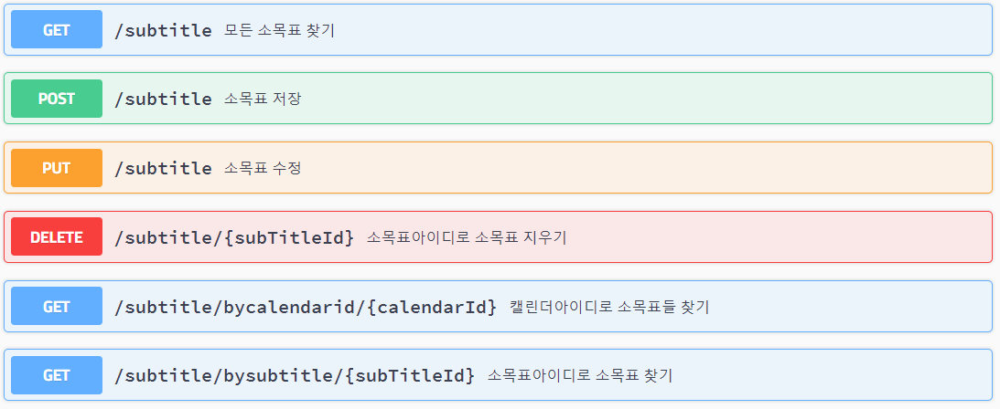 GET /subtitle 모든 소목표 찾기
POST /subtitle 소목표 저장
PUT /subtitle 소목표 수정
DELETE /subtitle/{subTitleId} 소목표아이디로 소목표 지우기
GET /subtitle/bycalendarid/{calendarId} 캘린더아이디로 소목표들 찾기
GET /subtitle/bysubtitle/{subTitleId} 소목표아이디로 소목표 찾기